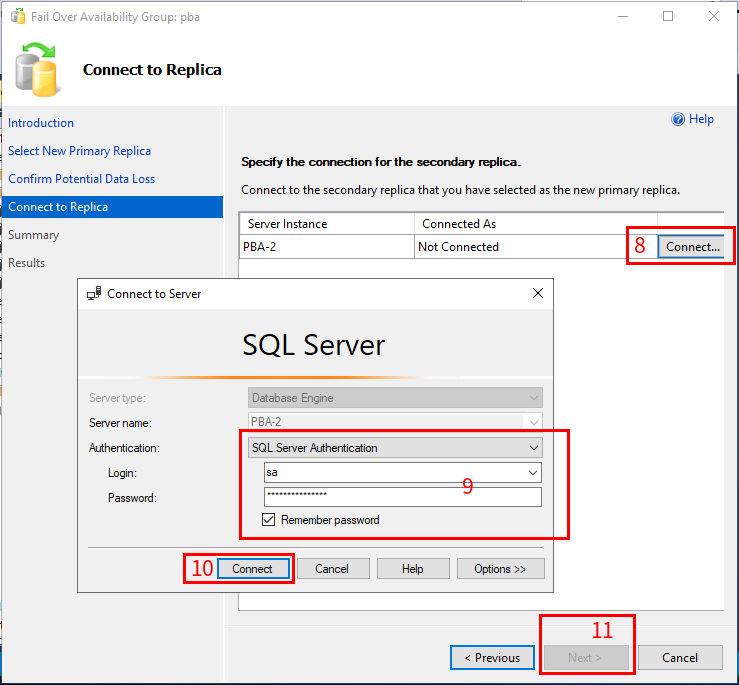 Fail Over Availability Group: pba
Connect to Replica
Introduction
Select New Primary Replica
Confirm Potential Data Loss
Connect to Replica
Summary
Results
Help
Specify the connection for the secondary replica.
Connect to the secondary replica that you have selected as the new primary replica.
Server Instance Connected As
PBA-2 Not Connected 8 Connect...
Connect to Server
SQL Server
Server type: Database Engine
Server name: PBA-2
Authentication: SQL Server Authentication
Login: sa
9
Password: ***************
Remember password
10 Connect Cancel Help Options >>
11
< Previous Next > Cancel